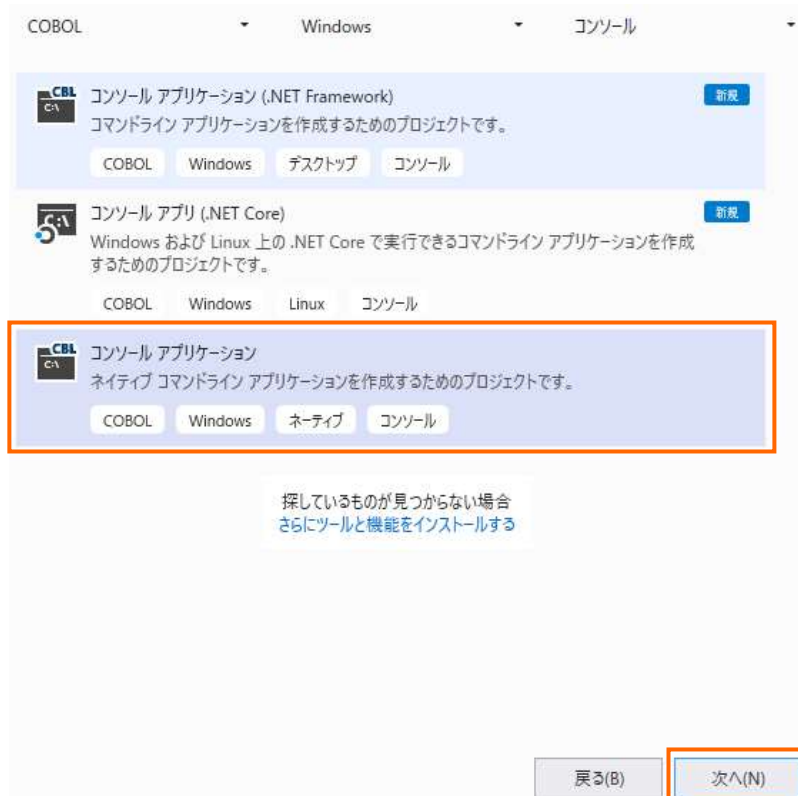 COBOL Windows コンソール
CBL C:\ コンソール アプリケーション (.NET Framework) 新規
コマンドライン アプリケーションを作成するためのプロジェクトです。
COBOL Windows デスクトップ コンソール
C:\ コンソール アプリ (.NET Core) 新規
Windows および Linux 上の .NET Core で実行できるコマンドライン アプリケーションを作成
するためのプロジェクトです。
COBOL Windows Linux コンソール
CBL C:\ コンソール アプリケーション
ネイティブ コマンドライン アプリケーションを作成するためのプロジェクトです。
COBOL Windows ネーティブ コンソール
探しているものが見つからない場合
さらにツールと機能をインストールする
戻る(B) 次へ(N)